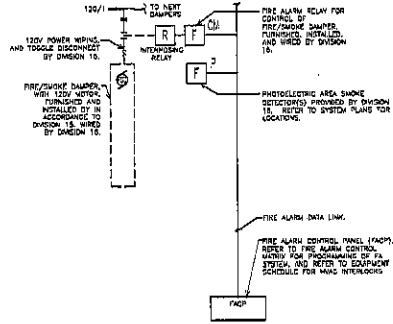 120/1
TO NEXT DAMPERS
120V POWER WIRING, AND TOGGLE DISCONNECT BY DIVISION 16.
R
F
CM
INTERPOSING RELAY
FIRE ALARM RELAY FOR CONTROL OF FIRE/SMOKE DAMPER, FURNISHED, INSTALLED, AND WIRED BY DIVISION 16.
FIRE/SMOKE DAMPER, WITH 120V MOTOR, FURNISHED AND INSTALLED BY IN ACCORDANCE TO DIVISION 15. WIRED BY DIVISION 16.
F
P
PHOTOELECTRIC AREA SMOKE DETECTOR(S) PROVIDED BY DIVISION 16. REFER TO SYSTEM PLANS FOR LOCATIONS.
FIRE ALARM DATA LINK.
FIRE ALARM CONTROL PANEL (FACP). REFER TO FIRE ALARM CONTROL MATRIX FOR PROGRAMMING OF FA SYSTEM, AND REFER TO EQUIPMENT SCHEDULE FOR HVAC INTERLOCKS
FACP